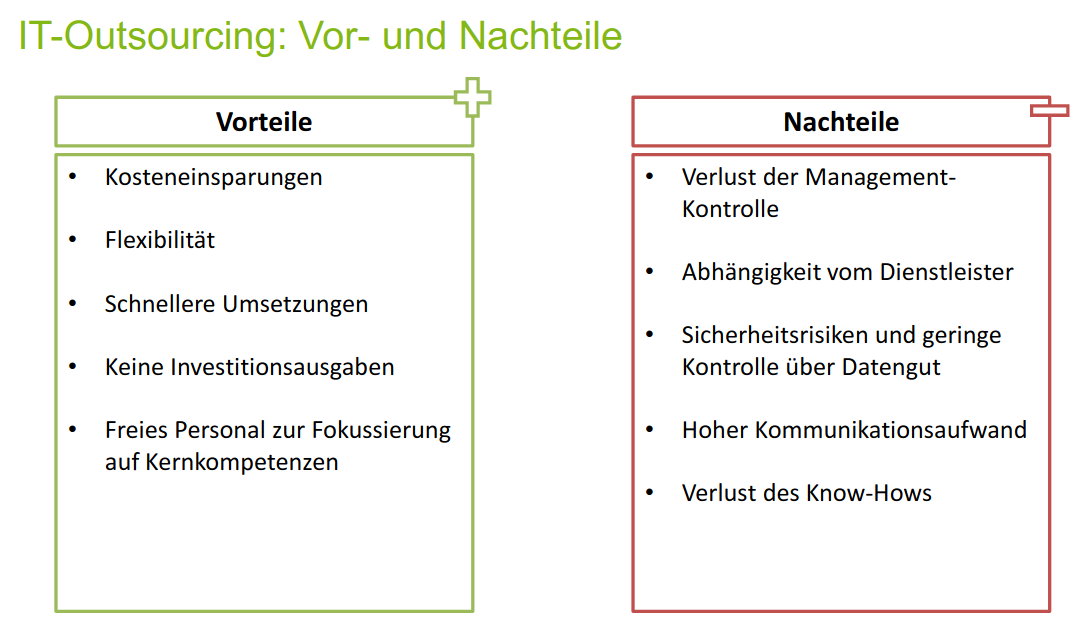 IT-Outsourcing: Vor- und Nachteile
Vorteile
• Kosteneinsparungen
• Flexibilität
• Schnellere Umsetzungen
• Keine Investitionsausgaben
• Freies Personal zur Fokussierung
auf Kernkompetenzen
Nachteile
• Verlust der Management-
Kontrolle
• Abhängigkeit vom Dienstleister
• Sicherheitsrisiken und geringe
Kontrolle über Datengut
• Hoher Kommunikationsaufwand
• Verlust des Know-Hows